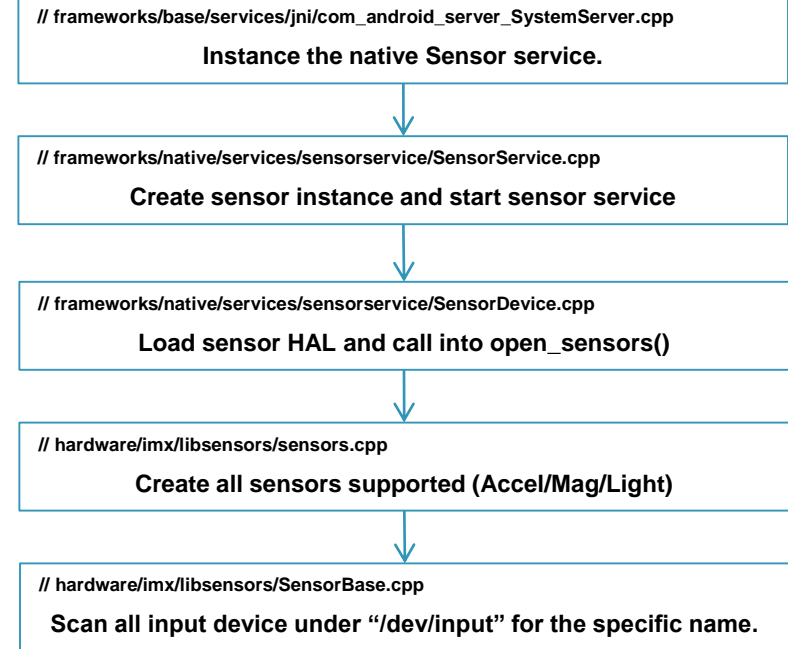 // frameworks/base/services/jni/com_android_server_SystemServer.cpp
Instance the native Sensor service.
// frameworks/native/services/sensorservice/SensorService.cpp
Create sensor instance and start sensor service
// frameworks/native/services/sensorservice/SensorDevice.cpp
Load sensor HAL and call into open_sensors()
// hardware/imx/libsensors/sensors.cpp
Create all sensors supported (Accel/Mag/Light)
// hardware/imx/libsensors/SensorBase.cpp
Scan all input device under “/dev/input” for the specific name.